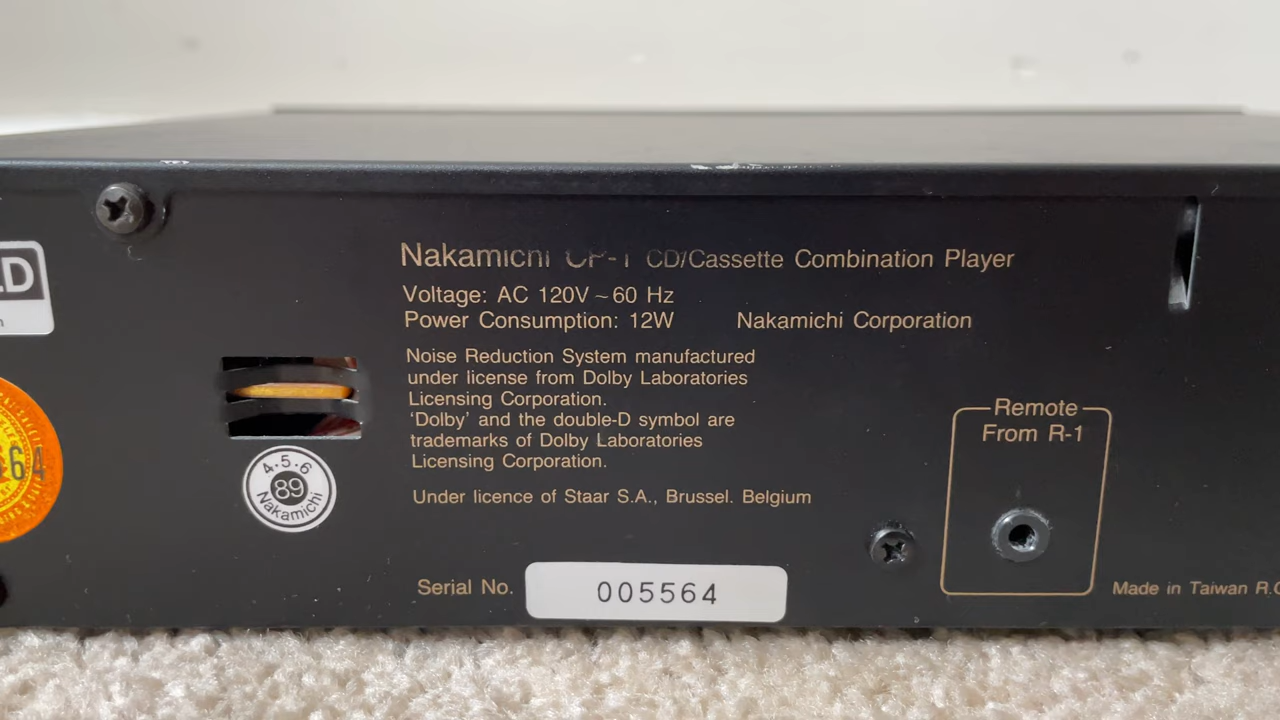 Nakamichi CP-1 CD/Cassette Combination Player
Voltage: AC 120V ~ 60 Hz
Power Consumption: 12W
Nakamichi Corporation
Noise Reduction System manufactured
under license from Dolby Laboratories
Licensing Corporation.
‘Dolby’ and the double-D symbol are
trademarks of Dolby Laboratories
Licensing Corporation.
Under licence of Staar S.A., Brussel. Belgium
4·5·6
89
Nakamichi
Serial No. 005564
Remote
From R-1
Made in Taiwan R.
64